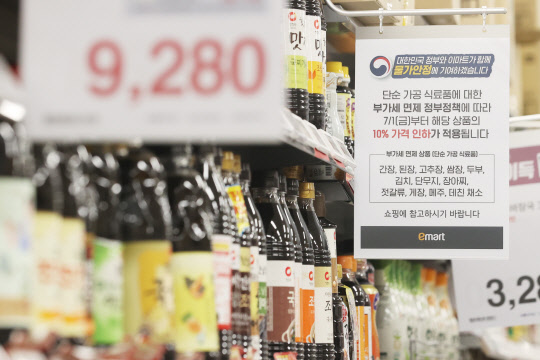 9,280
대한민국 정부와 이마트가 함께
물가안정에 기여하겠습니다
단순 가공 식료품에 대한
부가세 면제 정부정책에 따라
7/1(금)부터 해당 상품의
10% 가격 인하가 적용됩니다
부가세 면제 상품 (단순 가공 식료품)
간장, 된장, 고추장, 쌈장, 두부,
김치, 단무지, 장아찌,
젓갈류, 게장, 메주, 데친 채소
쇼핑에 참고하시기 바랍니다
emart
맛